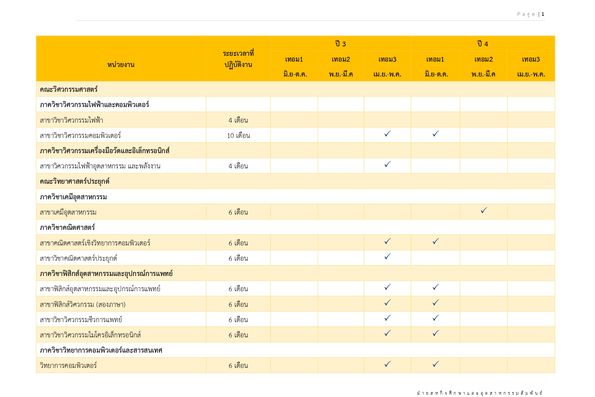 Page | 1
ปี 3 ปี 4
หน่วยงาน ระยะเวลาที่ปฏิบัติงาน เทอม1 เทอม2 เทอม3 เทอม1 เทอม2 เทอม3
มิ.ย-ต.ค. พ.ย.-มี.ค เม.ย.-พ.ค. มิ.ย-ต.ค. พ.ย.-มี.ค เม.ย.-พ.ค.
คณะวิศวกรรมศาสตร์
ภาควิชาวิศวกรรมไฟฟ้าและคอมพิวเตอร์
สาขาวิชาวิศวกรรมไฟฟ้า 4 เดือน
สาขาวิชาวิศวกรรมคอมพิวเตอร์ 10 เดือน ✓ ✓
ภาควิชาวิศวกรรมเครื่องมือวัดและอิเล็กทรอนิกส์
สาขาวิศวกรรมไฟฟ้าอุตสาหกรรม และพลังงาน 4 เดือน ✓
คณะวิทยาศาสตร์ประยุกต์
ภาควิชาเคมีอุตสาหกรรม
สาขาเคมีอุตสาหกรรม 6 เดือน ✓
ภาควิชาคณิตศาสตร์
สาขาคณิตศาสตร์เชิงวิทยาการคอมพิวเตอร์ 6 เดือน ✓ ✓
สาขาวิชาคณิตศาสตร์ประยุกต์ 6 เดือน ✓
ภาควิชาฟิสิกส์อุตสาหกรรมและอุปกรณ์การแพทย์
สาขาฟิสิกส์อุตสาหกรรมและอุปกรณ์การแพทย์ 6 เดือน ✓ ✓
สาขาฟิสิกส์วิศวกรรม (สองภาษา) 6 เดือน ✓ ✓
สาขาวิชาวิศวกรรมชีวการแพทย์ 6 เดือน ✓ ✓
สาขาวิชาวิศวกรรมไมโครอิเล็กทรอนิกส์ 6 เดือน ✓ ✓
ภาควิชาวิทยาการคอมพิวเตอร์และสารสนเทศ
วิทยาการคอมพิวเตอร์ 6 เดือน ✓ ✓
ฝ่ายสหกิจศึกษาและอุตสาหกรรมสัมพันธ์